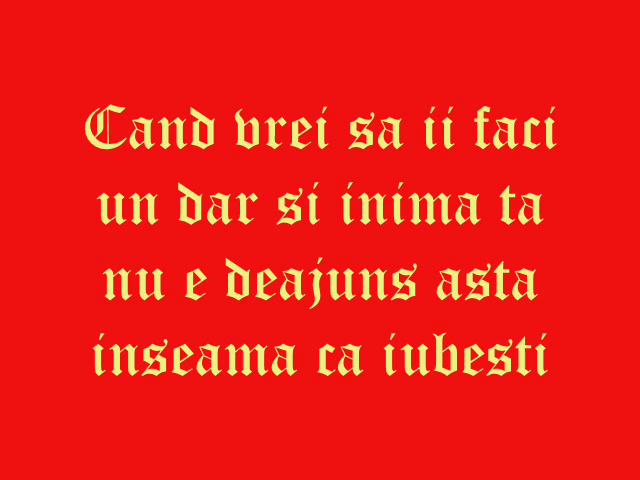 Cand vrei sa ii faci
un dar si inima ta
nu e deajuns asta
inseama ca iubesti